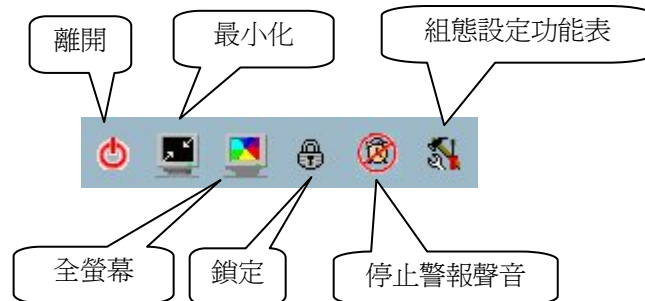 離開
最小化
組態設定功能表
全螢幕
鎖定
停止警報聲音